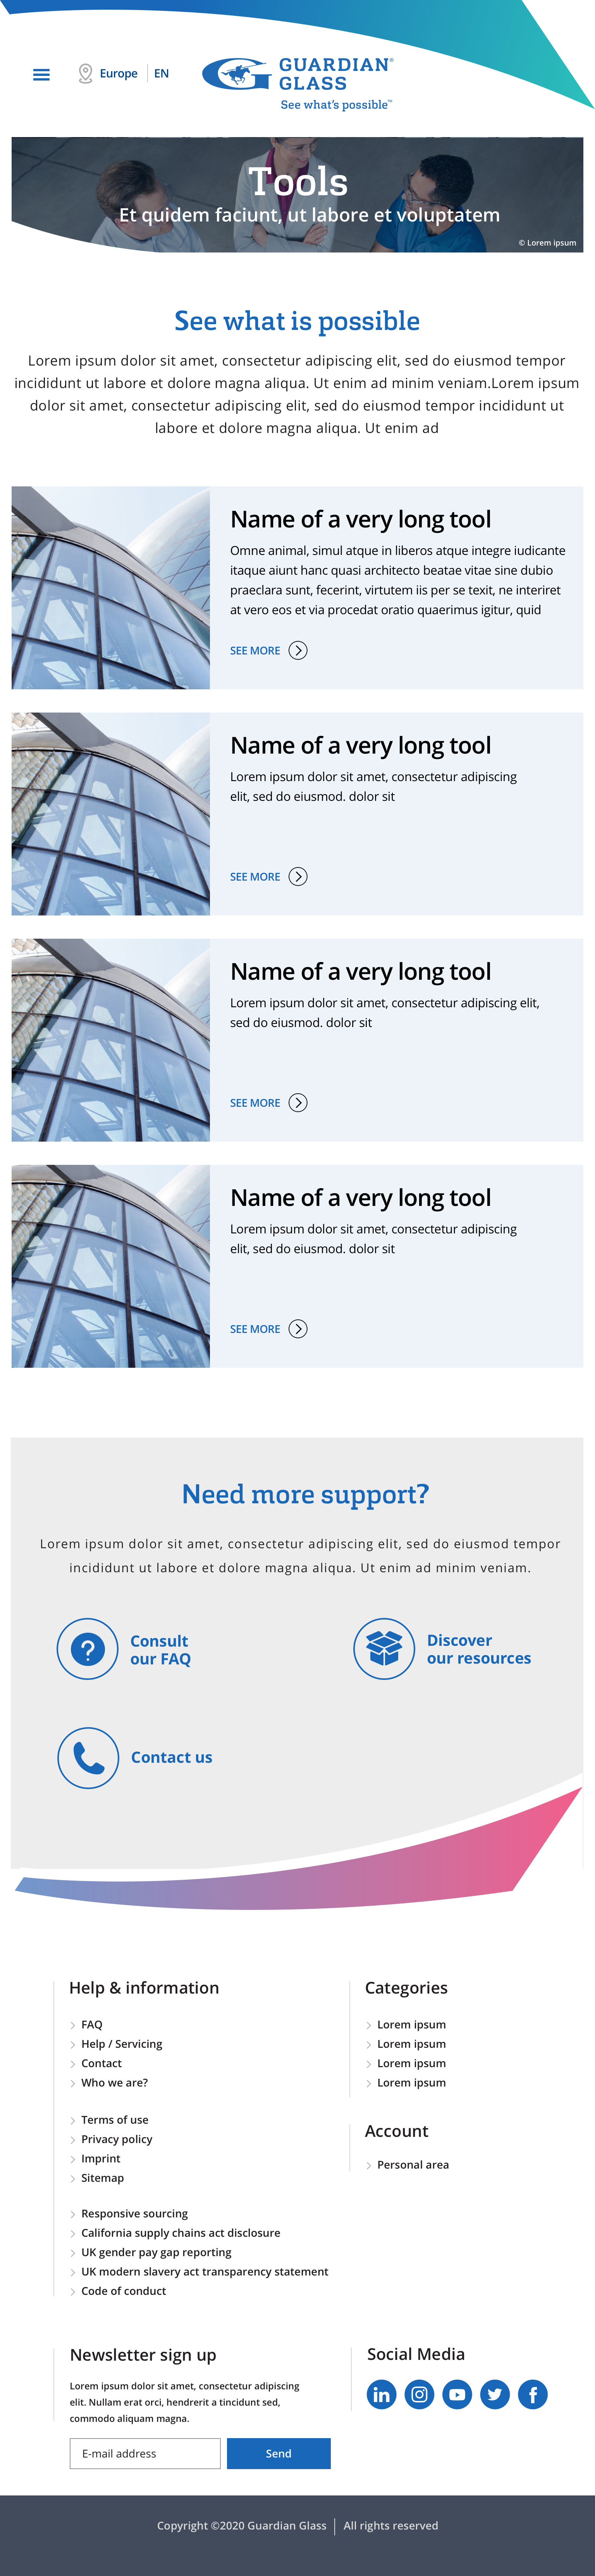 Europe | EN
GUARDIAN®
GLASS
See what's possible™
Tools
Et quidem faciunt, ut labore et voluptatem
© Lorem ipsum
See what is possible
Lorem ipsum dolor sit amet, consectetur adipiscing elit, sed do eiusmod tempor
incididunt ut labore et dolore magna aliqua. Ut enim ad minim veniam.Lorem ipsum
dolor sit amet, consectetur adipiscing elit, sed do eiusmod tempor incididunt ut
labore et dolore magna aliqua. Ut enim ad
Name of a very long tool
Omne animal, simul atque in liberos atque integre iudicante
itaque aiunt hanc quasi architecto beatae vitae sine dubio
praeclara sunt, fecerint, virtutem iis per se texit, ne interiret
at vero eos et via procedat oratio quaerimus igitur, quid
SEE MORE
Name of a very long tool
Lorem ipsum dolor sit amet, consectetur adipiscing
elit, sed do eiusmod. dolor sit
SEE MORE
Name of a very long tool
Lorem ipsum dolor sit amet, consectetur adipiscing elit,
sed do eiusmod. dolor sit
SEE MORE
Name of a very long tool
Lorem ipsum dolor sit amet, consectetur adipiscing
elit, sed do eiusmod. dolor sit
SEE MORE
Need more support?
Lorem ipsum dolor sit amet, consectetur adipiscing elit, sed do eiusmod tempor
incididunt ut labore et dolore magna aliqua. Ut enim ad minim veniam.
Consult
our FAQ
Discover
our resources
Contact us
Help & information
FAQ
Help / Servicing
Contact
Who we are?
Terms of use
Privacy policy
Imprint
Sitemap
Responsive sourcing
California supply chains act disclosure
UK gender pay gap reporting
UK modern slavery act transparency statement
Code of conduct
Categories
Lorem ipsum
Lorem ipsum
Lorem ipsum
Lorem ipsum
Account
Personal area
Newsletter sign up
Lorem ipsum dolor sit amet, consectetur adipiscing
elit. Nullam erat orci, hendrerit a tincidunt sed,
commodo aliquam magna.
E-mail address
Send
Social Media
Copyright ©2020 Guardian Glass | All rights reserved